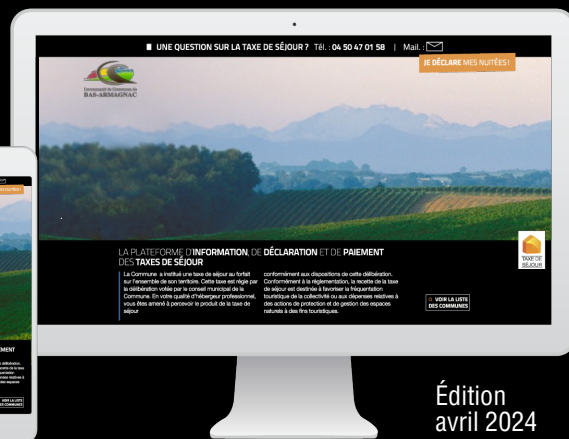 UNE QUESTION SUR LA TAXE DE SÉJOUR ? Tél. : 04 50 47 01 58 | Mail. :
JE DÉCLARE MES NUITÉES !
Communauté de Communes du
BAS-ARMAGNAC
LA PLATEFORME D'INFORMATION, DE DÉCLARATION ET DE PAIEMENT
DES TAXES DE SÉJOUR
La Commune a institué une taxe de séjour au forfait
sur l'ensemble de son territoire. Cette taxe est régie par
la délibération votée par le conseil municipal de la
Commune. En votre qualité d'hébergeur professionnel,
vous êtes amené à percevoir le produit de la taxe de
séjour
conformément aux dispositions de cette délibération.
Conformément à la réglementation, la recette de la taxe
de séjour est destinée à favoriser la fréquentation
touristique de la collectivité ou aux dépenses relatives à
des actions de protection et de gestion des espaces
naturels à des fins touristiques.
TAXE DE
SÉJOUR
VOIR LA LISTE
DES COMMUNES
VOIR LA LISTE
DES COMMUNES
Édition
avril 2024